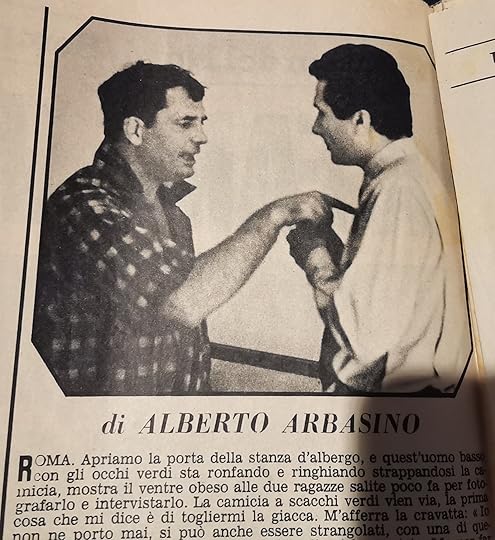 di ALBERTO ARBASINO
ROMA. Apriamo la porta della stanza d'albergo, e quest'uomo basso
con gli occhi verdi sta ronfando e ringhiando strappandosi la ca-
micia, mostra il ventre obeso alle due ragazze salite poco fa per foto-
grafarlo e intervistarlo. La camicia a scacchi verdi vien via, la prima
cosa che mi dice è di togliermi la giacca. M'afferra la cravatta: « Io
non ne porto mai, si può anche essere strangolati, con una di que-